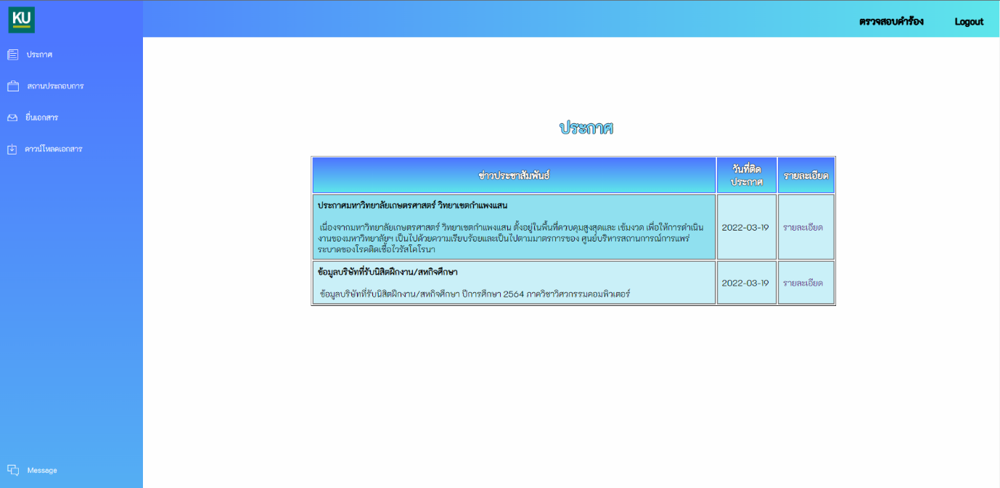 KU
ตรวจสอบคำร้อง
Logout
ประกาศ
สถานประกอบการ
ยื่นเอกสาร
ดาวน์โหลดเอกสาร
Message
ประกาศ
ข่าวประชาสัมพันธ์
วันที่ติด
ประกาศ
รายละเอียด
ประกาศมหาวิทยาลัยเกษตรศาสตร์ วิทยาเขตกำแพงแสน
เนื่องจากมหาวิทยาลัยเกษตรศาสตร์ วิทยาเขตกำแพงแสน ตั้งอยู่ในพื้นที่ควบคุมสูงสุดและ เข้มงวด เพื่อให้การดำเนิน
งานของมหาวิทยาลัยฯ เป็นไปด้วยความเรียบร้อยและเป็นไปตามมาตรการของ ศูนย์บริหารสถานการณ์การแพร่
ระบาดของโรคติดเชื้อไวรัสโคโรนา
2022-03-19
รายละเอียด
ข้อมูลบริษัทที่รับนิสิตฝึกงาน/สหกิจศึกษา
ข้อมูลบริษัทที่รับนิสิตฝึกงาน/สหกิจศึกษา ปีการศึกษา 2564 ภาควิชาวิศวกรรมคอมพิวเตอร์
2022-03-19
รายละเอียด